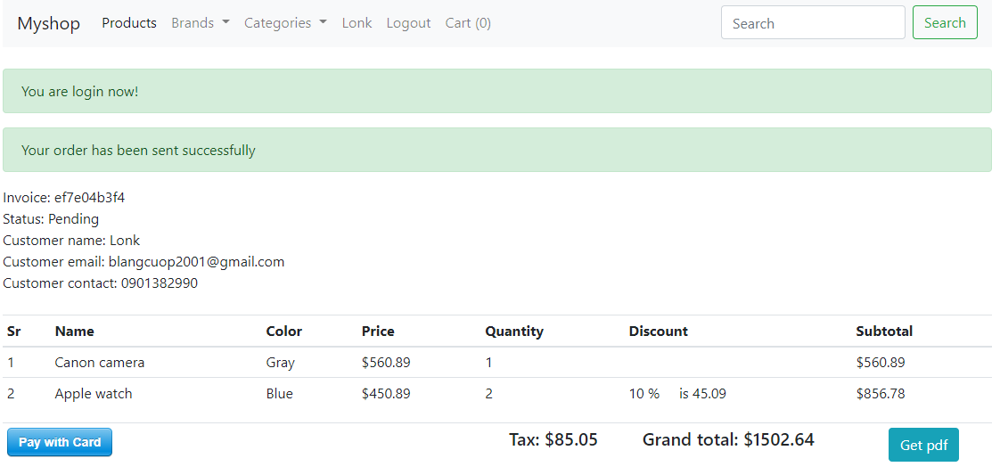 Myshop Products Brands Categories Lonk Logout Cart (0) Search Search
You are login now!
Your order has been sent successfully
Invoice: ef7e04b3f4
Status: Pending
Customer name: Lonk
Customer email: blangcuop2001@gmail.com
Customer contact: 0901382990
Sr Name Color Price Quantity Discount Subtotal
1 Canon camera Gray $560.89 1 $560.89
2 Apple watch Blue $450.89 2 10 % is 45.09 $856.78
Pay with Card Tax: $85.05 Grand total: $1502.64 Get pdf